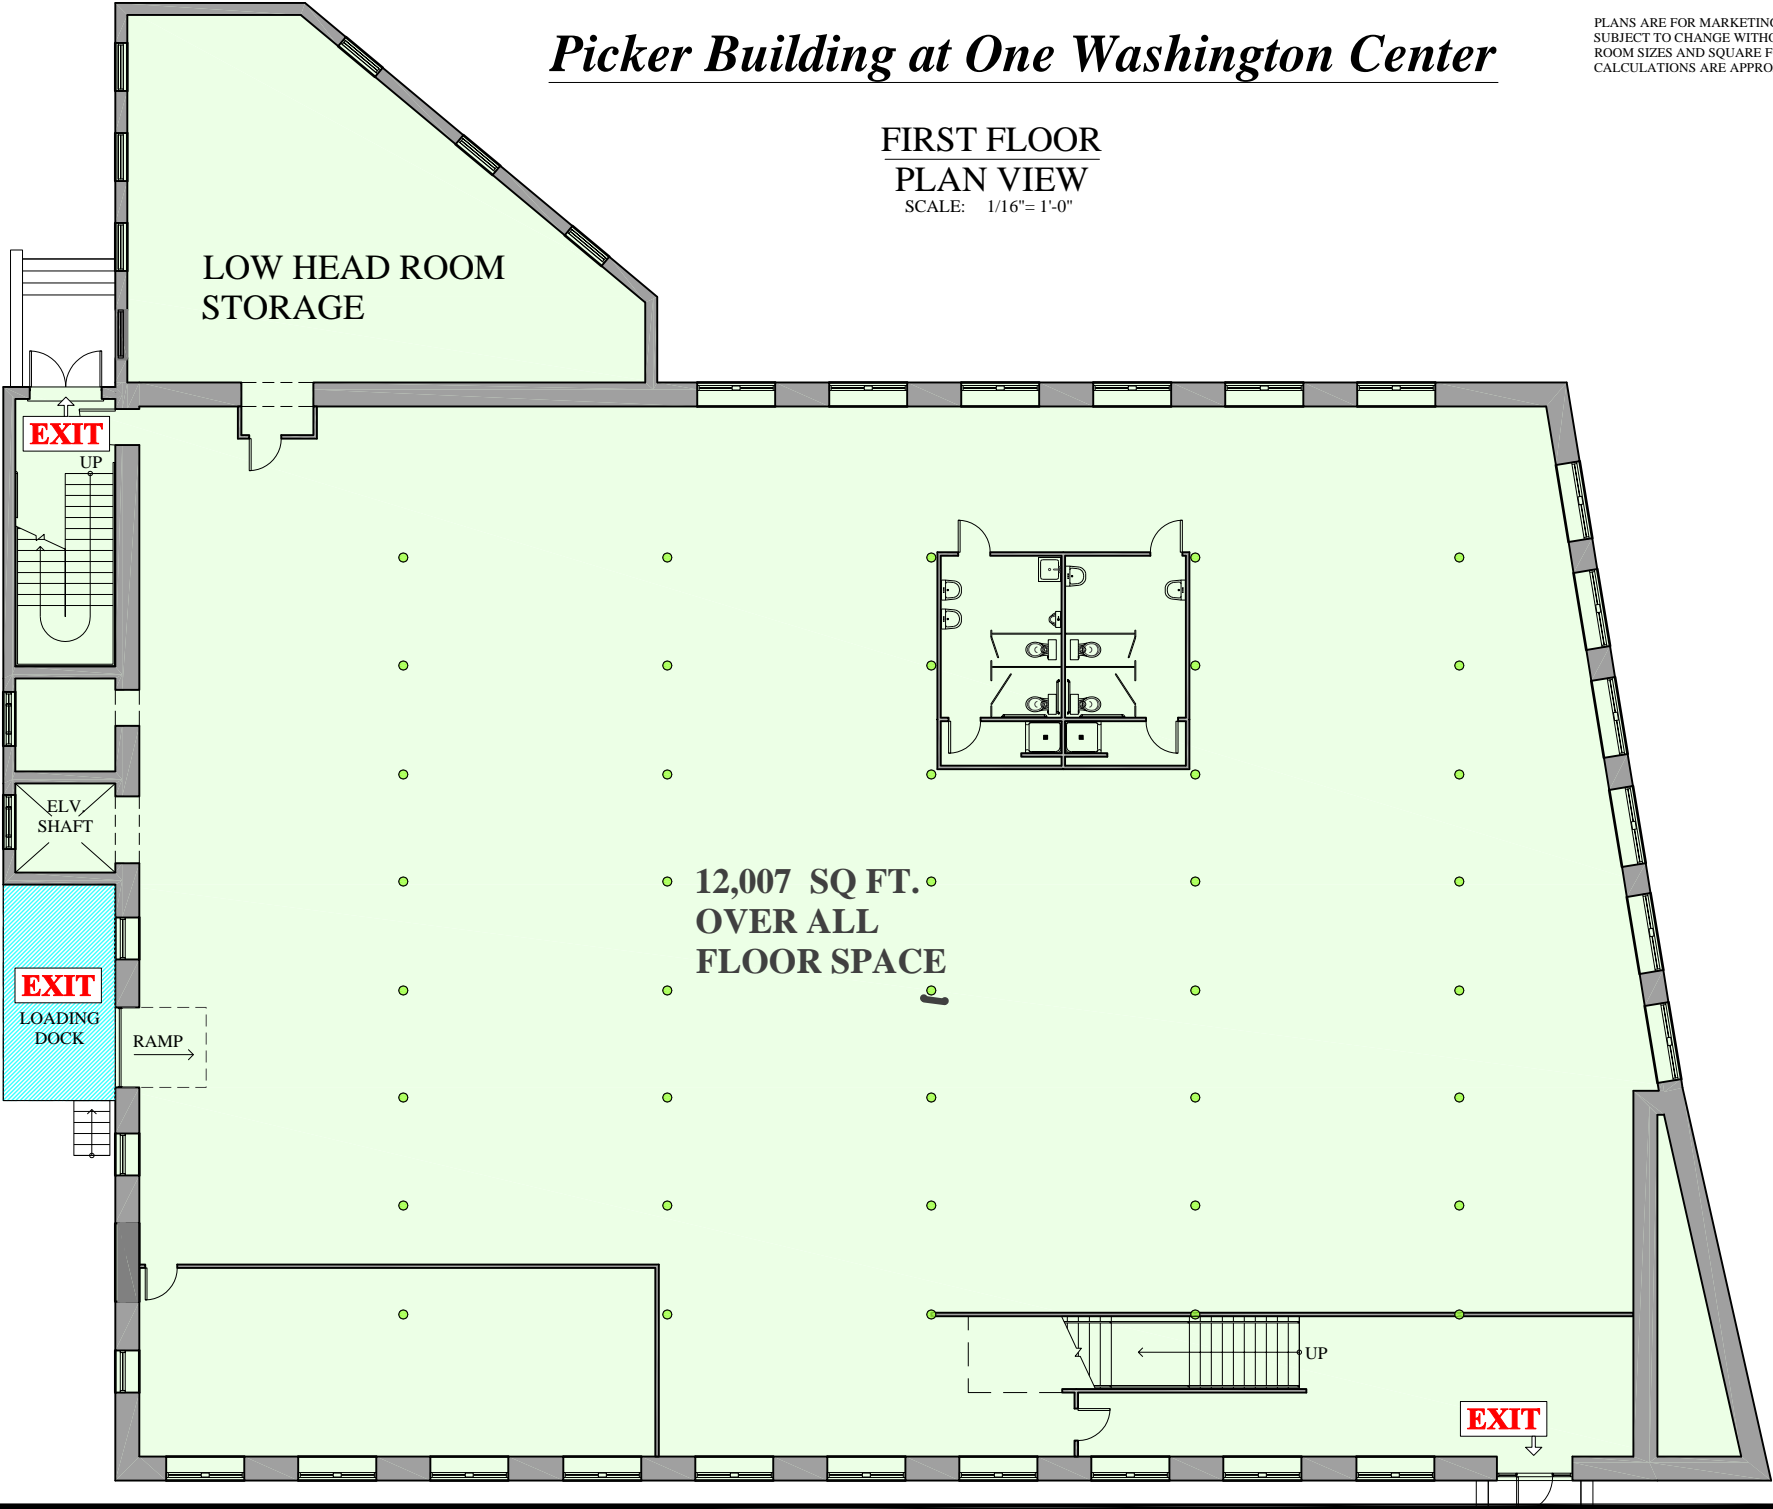 Picker Building at One Washington Center
PLANS ARE FOR MARKETING
SUBJECT TO CHANGE
ROOM SIZES AND SQUARE
CALCULATIONS ARE
FIRST FLOOR
PLAN VIEW
SCALE: 1/16"= 1'-0"
LOW HEAD ROOM
STORAGE
EXIT
UP
ELV.
SHAFT
12,007 SQ FT.
OVER ALL
FLOOR SPACE
EXIT
LOADING
DOCK
RAMP
UP
EXIT